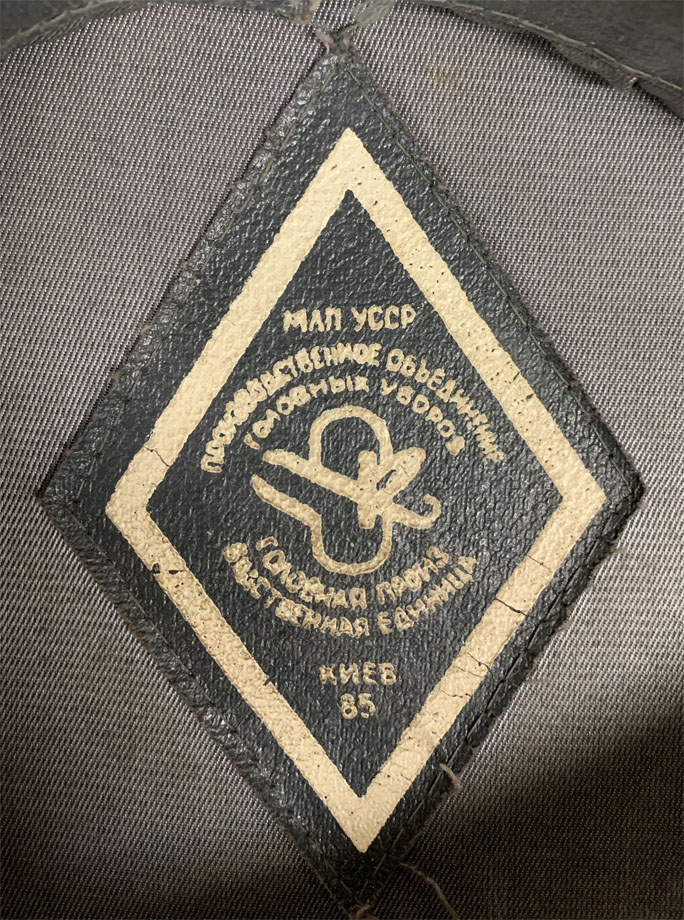 МЛП УССР
ПРОИЗВОДСТВЕННОЕ ОБЪЕДИНЕНИЕ
ГОЛОВНЫХ УБОРОВ
ГОЛОВНАЯ ПРОИЗ
ВОДСТВЕННАЯ ЕДИНИЦА
КИЕВ
85